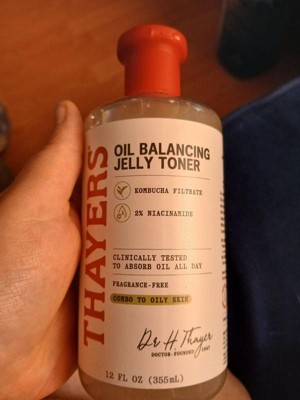 THAYERS
OIL BALANCING
JELLY TONER
KOMBUCHA FILTRATE
2% NIACINAMIDE
CLINICALLY TESTED
TO ABSORB OIL ALL DAY
FRAGRANCE-FREE
COMBO TO OILY SKIN
Dr H. Thayer
DOCTOR-FOUNDED 1847
12 FL OZ (355mL)